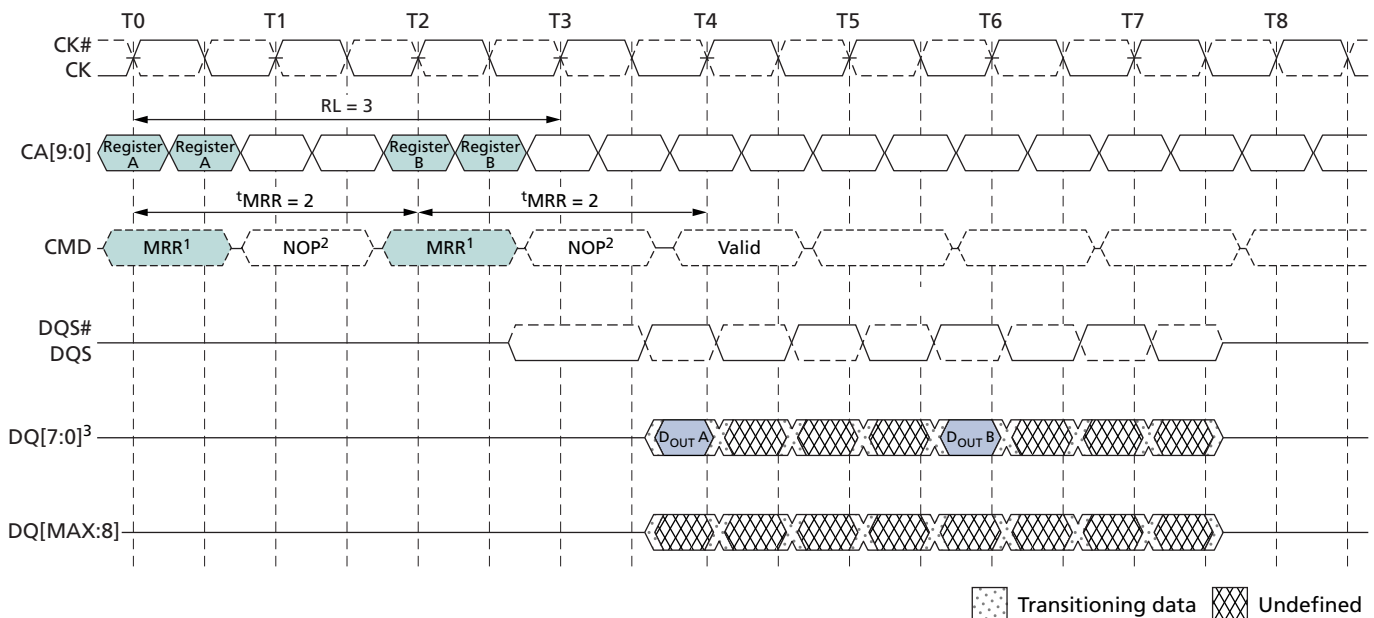 T0 T1 T2 T3 T4 T5 T6 T7 T8
CK#
CK
RL = 3
CA[9:0] Register A Register A Register B Register B
tMRR = 2 tMRR = 2
CMD MRR1 NOP2 MRR1 NOP2 Valid
DQS#
DQS
DQ[7:0]3 DOUT A DOUT B
DQ[MAX:8]
Transitioning data Undefined